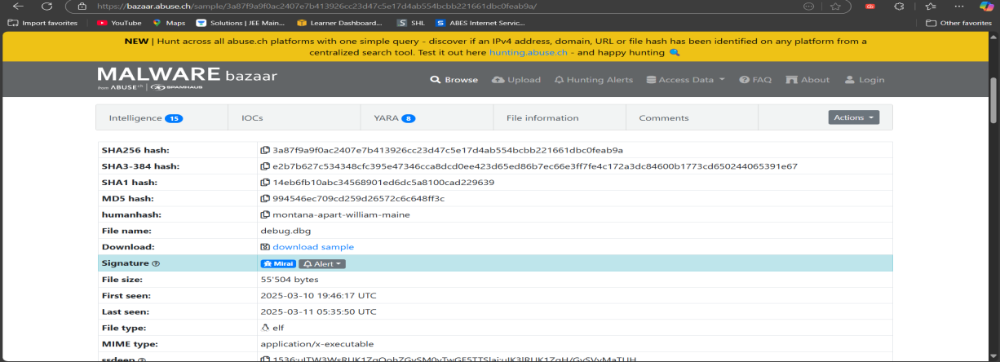 https://bazaar.abuse.ch/sample/3a87f9a9f0ac2407e7b413926cc23d47c5e17d4ab554bcbb221661dbc0feab9a/
Import favorites YouTube Maps Solutions | JEE Main... Learner Dashboard... S SHL S ABES Internet Servic... Other favorites
NEW | Hunt across all abuse.ch platforms with one simple query - discover if an IPv4 address, domain, URL or file hash has been identified on any platform from a
centralized search tool. Test it out here hunting.abuse.ch - and happy hunting
MALWARE bazaar
from ABUSE ch | SPAMHAUS
Browse Upload Hunting Alerts Access Data FAQ About Login
Intelligence 15 IOCs YARA 8 File information Comments Actions
SHA256 hash: 3a87f9a9f0ac2407e7b413926cc23d47c5e17d4ab554bcbb221661dbc0feab9a
SHA3-384 hash: e2b7b627c534348cfc395e47346cca8dcd0ee423d65ed86b7ec66e3ff7fe4c172a3dc84600b1773cd650244065391e67
SHA1 hash: 14eb6fb10abc34568901ed6dc5a8100cad229639
MD5 hash: 994546ec709cd259d26572c6c648ff3c
humanhash: montana-apart-william-maine
File name: debug.dbg
Download: download sample
Signature Mirai Alert
File size: 55'504 bytes
First seen: 2025-03-10 19:46:17 UTC
Last seen: 2025-03-11 05:35:50 UTC
File type: elf
MIME type: application/x-executable
ssdeep